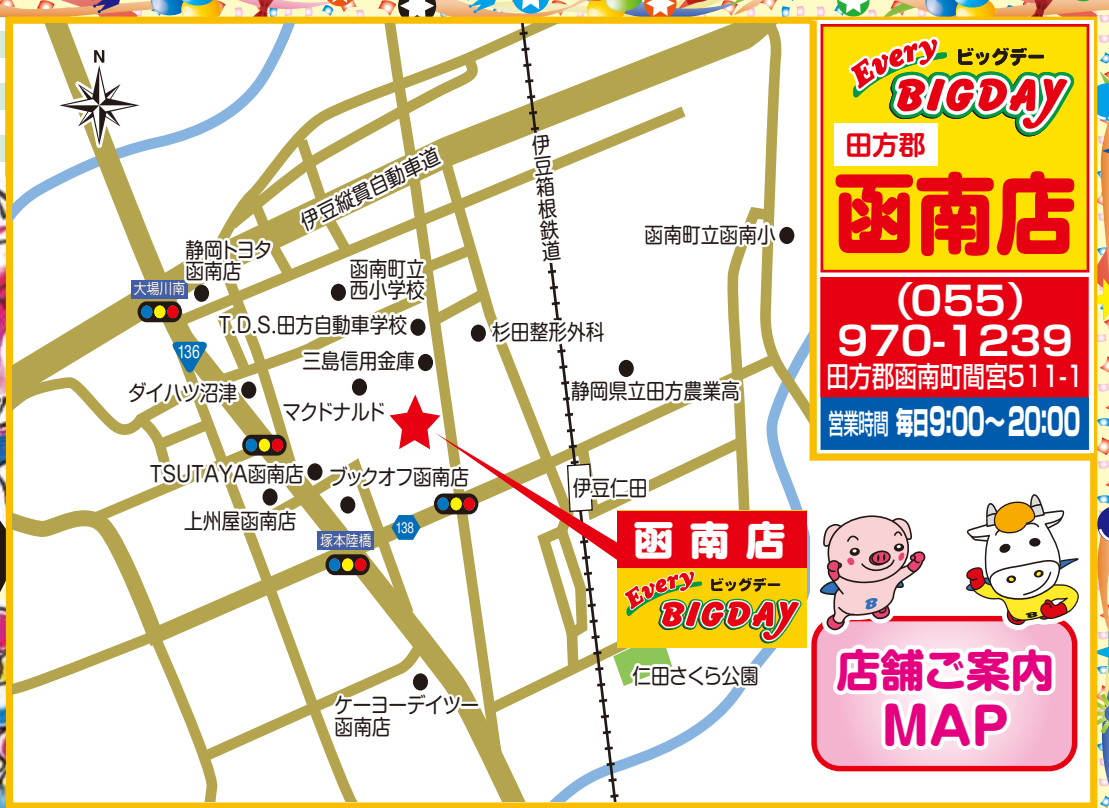 N
伊豆縦貫自動車道
伊豆箱根鉄道
静岡トヨタ
函南店
大場川南
函南町立
西小学校
函南町立函南小
T.D.S.田方自動車学校
杉田整形外科
136
三島信用金庫
ダイハツ沼津
マクドナルド
静岡県立田方農業高
TSUTAYA函南店
ブックオフ函南店
上州屋函南店
138
塚本陸橋
伊豆仁田
函南店
Every ビッグデー
BIGDAY
仁田さくら公園
ケーヨーデイツー
函南店
Every ビッグデー
BIGDAY
田方郡
函南店
(055)
970-1239
田方郡函南町間宮511-1
営業時間 毎日9:00～20:00
B
B
店舗ご案内
MAP